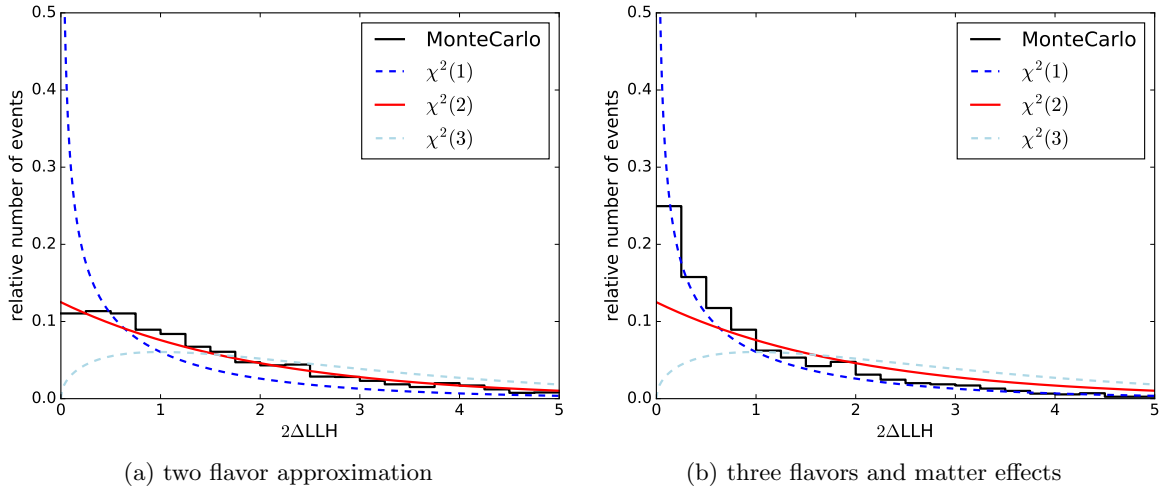 0.5
0.4
0.3
0.2
0.1
0.0
relative number of events
0 1 2 3 4 5
2ΔLLH
MonteCarlo
χ²(1)
χ²(2)
χ²(3)
(a) two flavor approximation
0.5
0.4
0.3
0.2
0.1
0.0
relative number of events
0 1 2 3 4 5
2ΔLLH
MonteCarlo
χ²(1)
χ²(2)
χ²(3)
(b) three flavors and matter effects